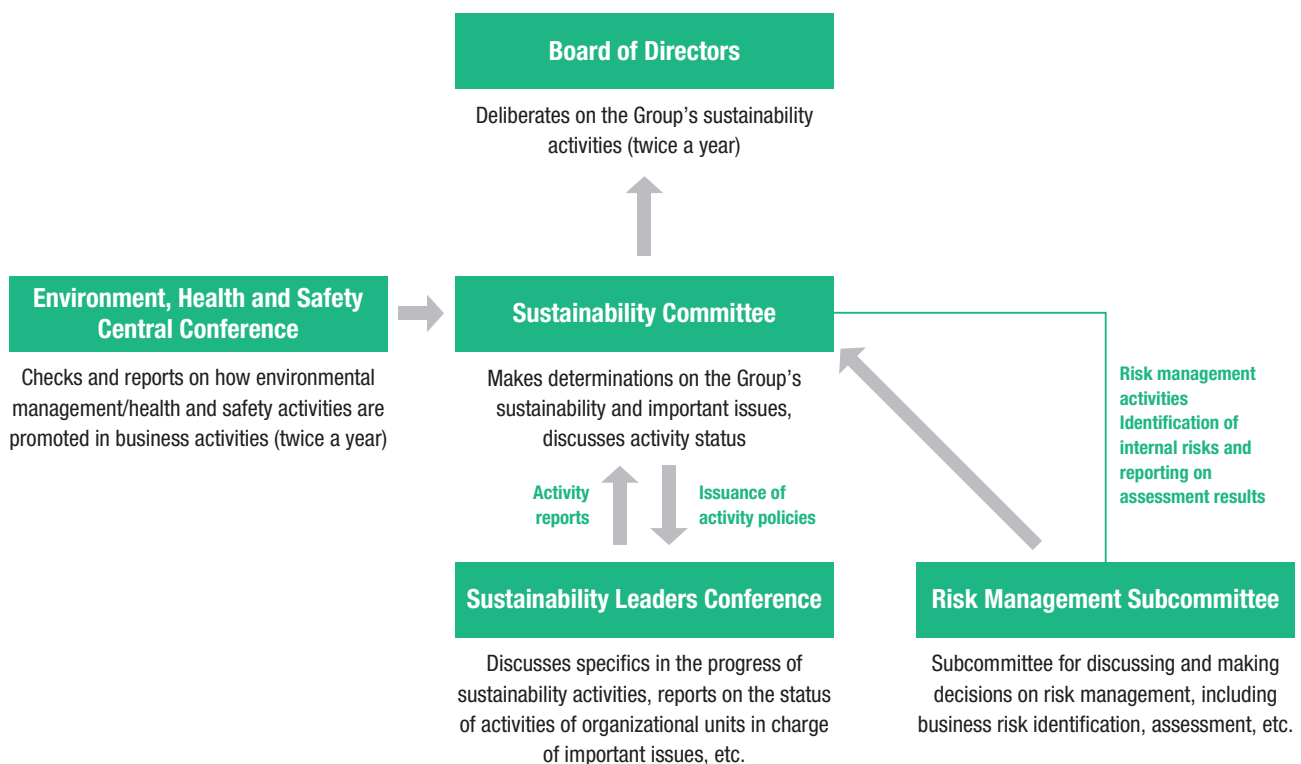 Board of Directors
Deliberates on the Group’s sustainability
activities (twice a year)
Environment, Health and Safety
Central Conference
Checks and reports on how environmental
management/health and safety activities are
promoted in business activities (twice a year)
Sustainability Committee
Makes determinations on the Group’s
sustainability and important issues,
discusses activity status
Risk management
activities
Identification of
internal risks and
reporting on
assessment results
Activity
reports
Issuance of
activity policies
Sustainability Leaders Conference
Discusses specifics in the progress of
sustainability activities, reports on the status
of activities of organizational units in charge
of important issues, etc.
Risk Management Subcommittee
Subcommittee for discussing and making
decisions on risk management, including
business risk identification, assessment, etc.